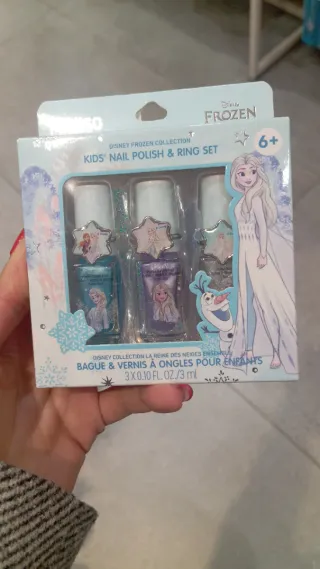 Disney
FROZEN
DISNEY FROZEN COLLECTION
KIDS' NAIL POLISH & RING SET
6+
DISNEY COLLECTION LA REINE DES NEIGES ENSEMBLE
BAGUE & VERNIS À ONGLES POUR ENFANTS
3 X 0.10 FL. OZ./3 ml